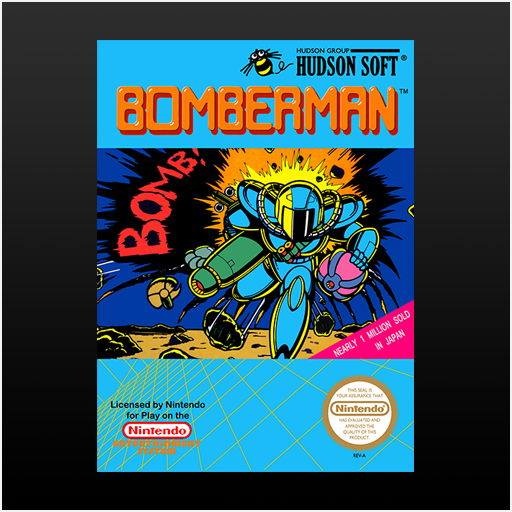 HUDSON GROUP
HUDSON SOFT®
BOMBERMAN™
BOMB!
NEARLY 1 MILLION SOLD
IN JAPAN
Licensed by Nintendo
for Play on the
Nintendo
ENTERTAINMENT
SYSTEM
THIS SEAL IS
YOUR ASSURANCE THAT
Nintendo
HAS EVALUATED AND
APPROVED THE
QUALITY OF THIS
PRODUCT.
REV-A